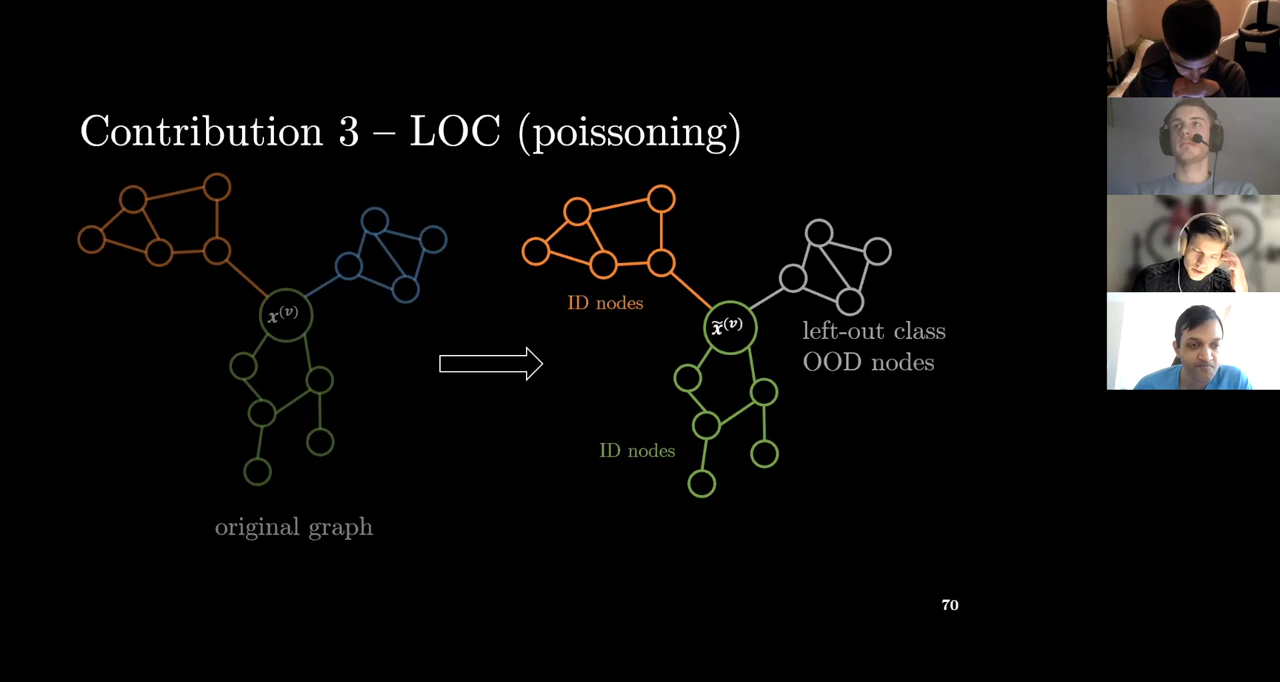 Contribution 3 – LOC (poissoning)
x^(v)
original graph
ID nodes
x̃^(v)
left-out class
OOD nodes
ID nodes
70